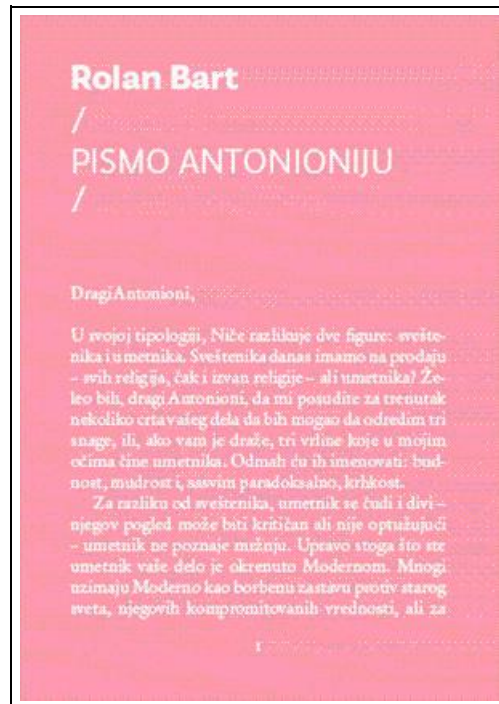 Rolan Bart
/
PISMO ANTONIONIJU
/
Dragi Antonioni,
U svojoj tipologiji, Niče razlikuje dve figure: svešte-
nika i umetnika. Sveštenika danas imamo na prodaju
– svih religija, čak i izvan religije – ali umetnika? Že-
leo bih, dragi Antonioni, da mi posudite za trenutak
nekoliko crta vašeg dela da bih mogao da odredim tri
snage, ili, ako vam je draže, tri vrline koje u mojim
očima čine umetnika. Odmah ću ih imenovati: bud-
nost, mudrost i, sasvim paradoksalno, krhkost.
Za razliku od sveštenika, umetnik se čudi i divi –
njegov pogled može biti kritičan ali nije optužujući
– umetnik ne poznaje mržnju. Upravo stoga što ste
umetnik vaše delo je okrenuto Modernom. Mnogi
uzimaju Moderno kao borbenu zastavu protiv starog
sveta, njegovih kompromitovanih vrednosti, ali za
1